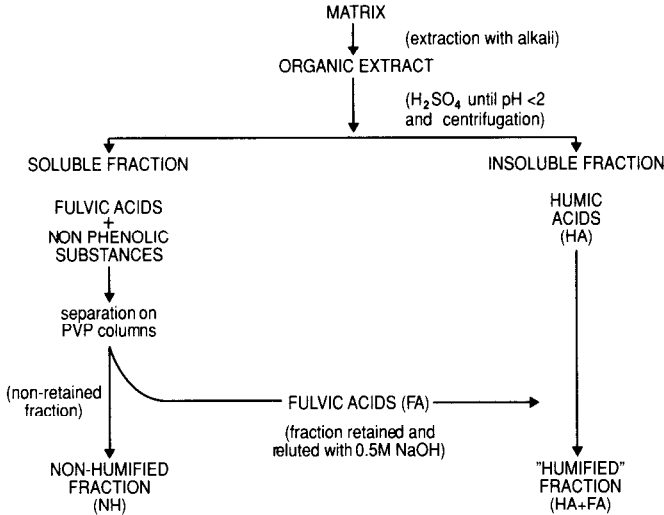 MATRIX
(extraction with alkali)
ORGANIC EXTRACT
(H₂SO₄ until pH <2
and centrifugation)
SOLUBLE FRACTION
INSOLUBLE FRACTION
FULVIC ACIDS
+
NON PHENOLIC
SUBSTANCES
HUMIC
ACIDS
(HA)
separation on
PVP columns
(non-retained
fraction)
FULVIC ACIDS (FA)
(fraction retained and
reluted with 0.5M NaOH)
NON-HUMIFIED
FRACTION
(NH)
"HUMIFIED"
FRACTION
(HA+FA)